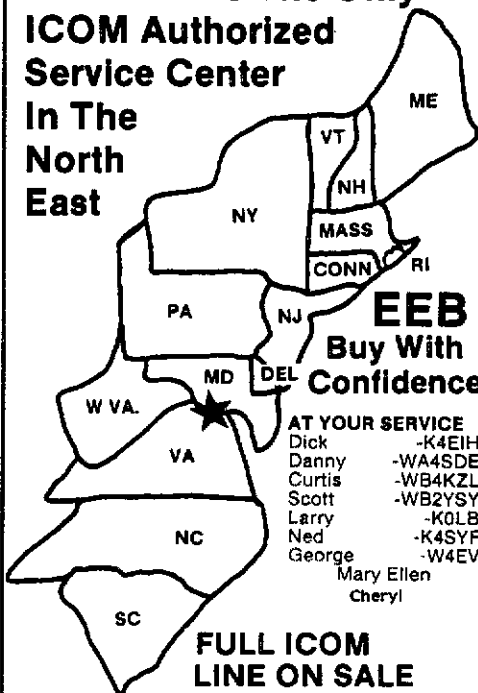 ICOM Authorized
Service Center
In The
North
East
ME
VT
NH
NY
MASS
CONN
RI
PA
NJ
EEB
Buy With
Confidence
MD
DEL
W VA.
VA
AT YOUR SERVICE
Dick -K4EIH
Danny -WA4SDE
Curtis -WB4KZL
Scott -WB2YSY
Larry -K0LB
Ned -K4SYF
George -W4EV
Mary Ellen
Cheryl
NC
SC
FULL ICOM
LINE ON SALE